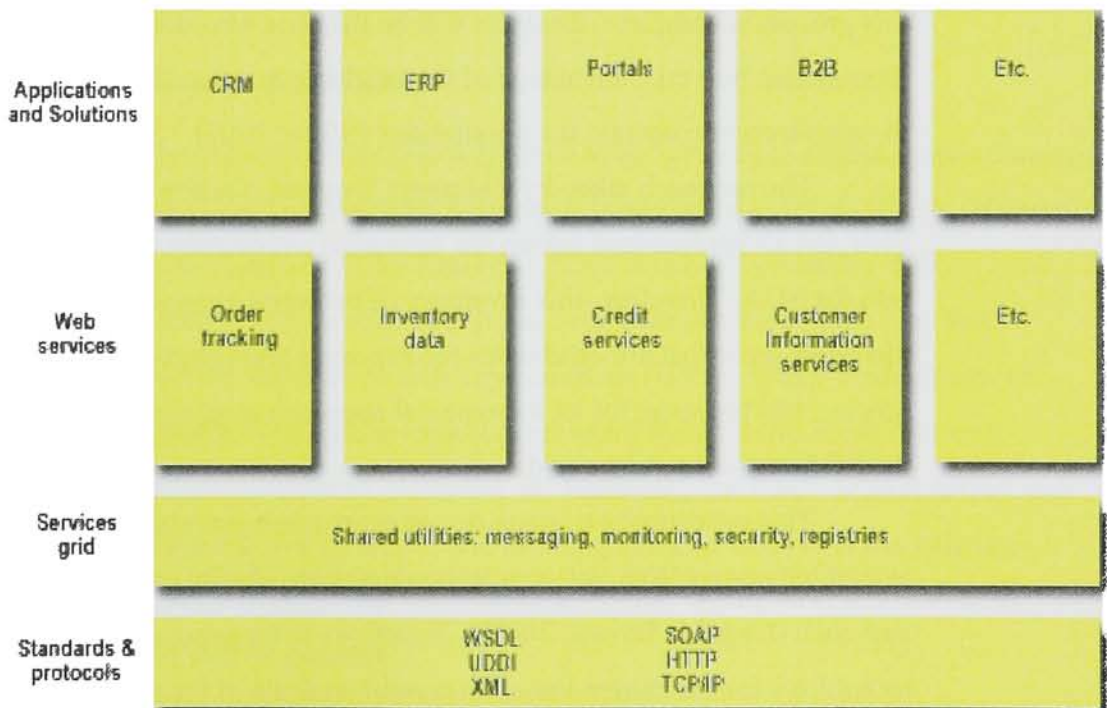 Applications
and Solutions
CRM
ERP
Portals
B2B
Etc.
Web
services
Order
tracking
Inventory
data
Credit
services
Customer
Information
services
Etc.
Services
grid
Shared utilities: messaging, monitoring, security, registries
Standards &
protocols
WSDL
UDDI
XML
SOAP
HTTP
TCP/IP